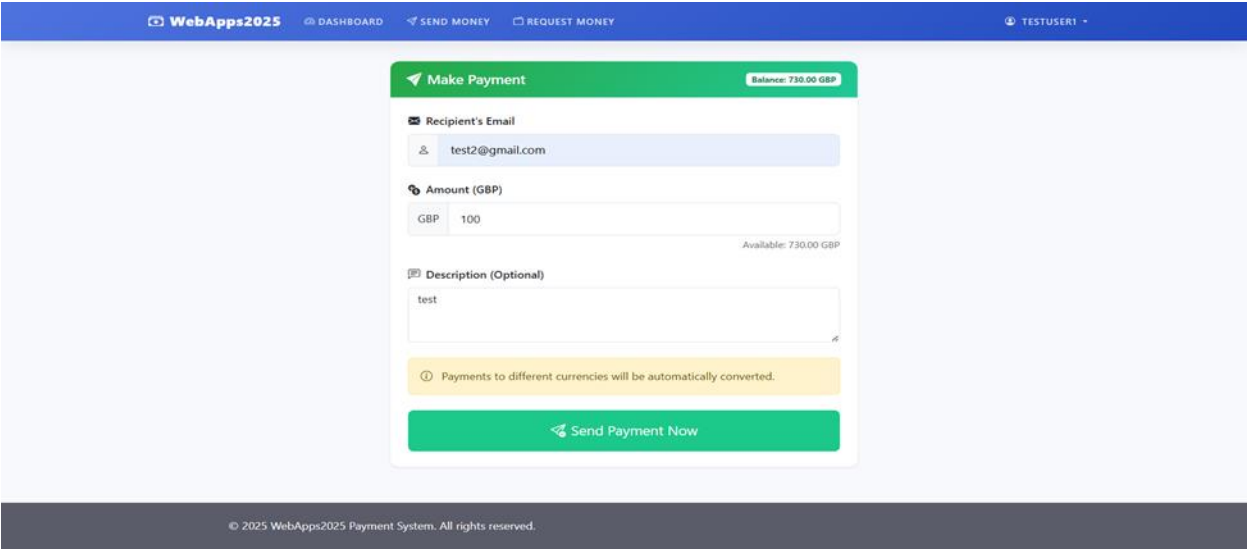 WebApps2025 DASHBOARD SEND MONEY REQUEST MONEY TESTUSER1
Make Payment Balance: 730.00 GBP
Recipient's Email
test2@gmail.com
Amount (GBP)
GBP 100
Available: 730.00 GBP
Description (Optional)
test
Payments to different currencies will be automatically converted.
Send Payment Now
© 2025 WebApps2025 Payment System. All rights reserved.